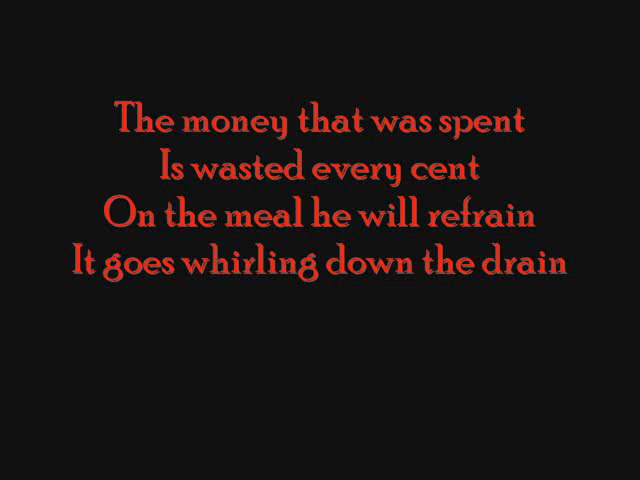 The money that was spent
Is wasted every cent
On the meal he will refrain
It goes whirling down the drain